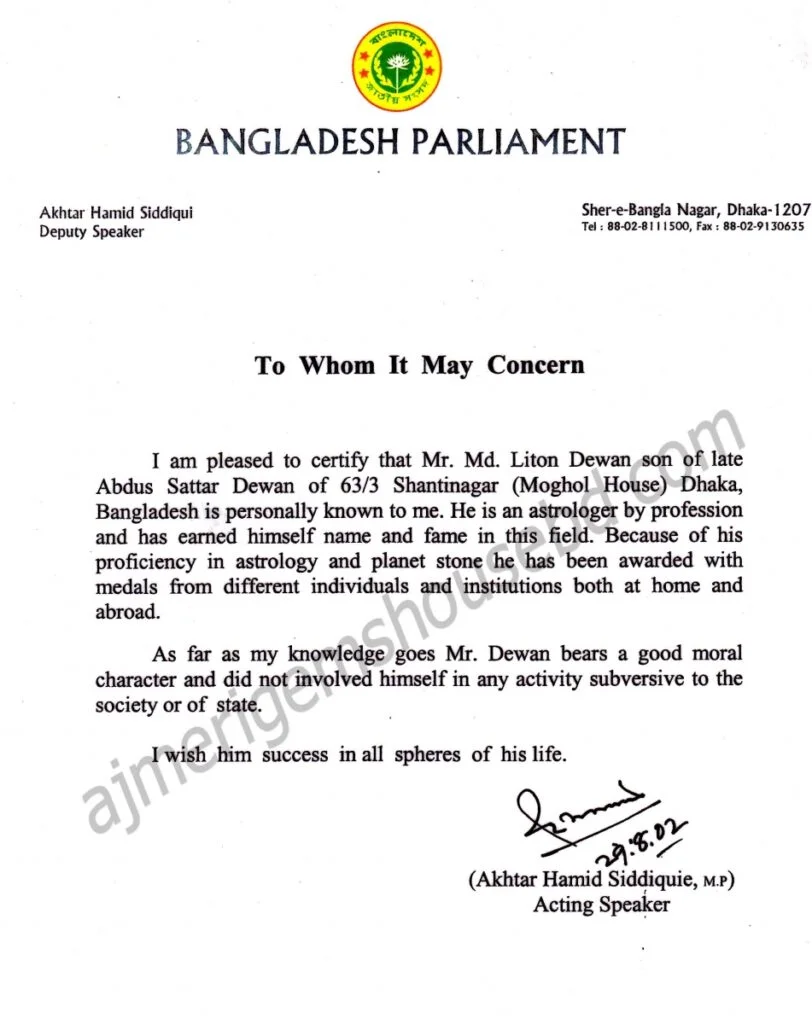 বাংলাদেশ
জাতীয় সংসদ
BANGLADESH PARLIAMENT
Akhtar Hamid Siddiqui
Deputy Speaker
Sher-e-Bangla Nagar, Dhaka-1207
Tel : 88-02-8111500, Fax : 88-02-9130635
To Whom It May Concern
I am pleased to certify that Mr. Md. Liton Dewan son of late
Abdus Sattar Dewan of 63/3 Shantinagar (Moghol House) Dhaka,
Bangladesh is personally known to me. He is an astrologer by profession
and has earned himself name and fame in this field. Because of his
proficiency in astrology and planet stone he has been awarded with
medals from different individuals and institutions both at home and
abroad.
As far as my knowledge goes Mr. Dewan bears a good moral
character and did not involved himself in any activity subversive to the
society or of state.
I wish him success in all spheres of his life.
29.8.02
(Akhtar Hamid Siddiquie, M.P)
Acting Speaker
ajmerigemshousebd.com